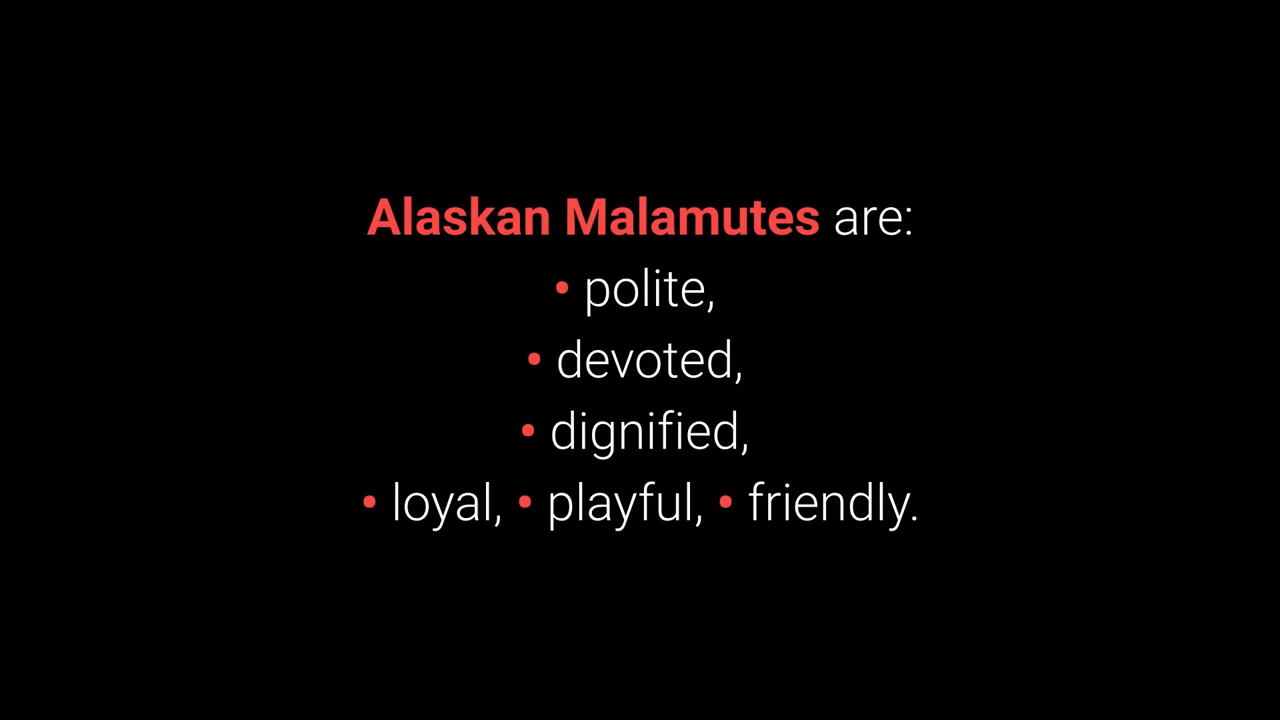 Alaskan Malamutes are:
• polite,
• devoted,
• dignified,
• loyal, • playful, • friendly.